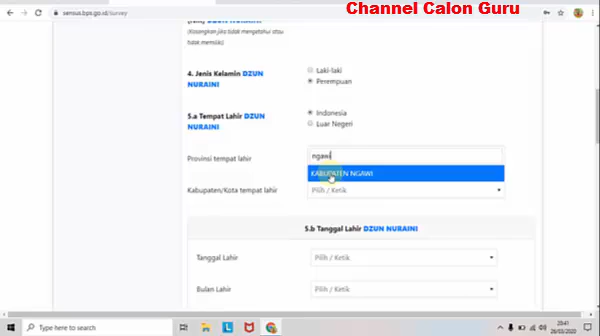 Channel Calon Guru
sensus.bps.go.id/survey
(Kosongkan jika tidak mengetahui atau
tidak memiliki)
4. Jenis Kelamin DZUN
NURAINI
Laki-laki
Perempuan
5.a Tempat Lahir DZUN
NURAINI
Indonesia
Luar Negeri
Provinsi tempat lahir
ngawi
KABUPATEN NGAWI
Kabupaten/Kota tempat lahir
Pilih / Ketik
5.b Tanggal Lahir DZUN NURAINI
Tanggal Lahir
Pilih / Ketik
Bulan Lahir
Pilih / Ketik
Type here to search
20:41
28/03/2020